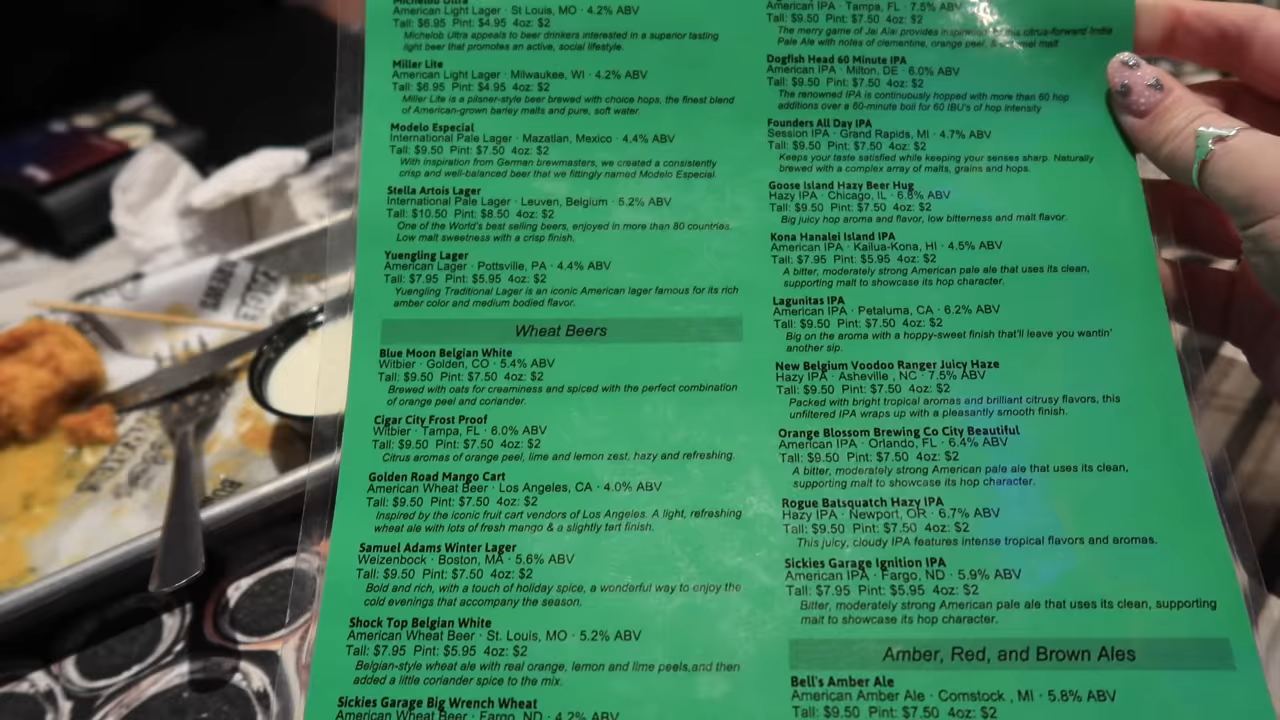 Michelob Ultra
American Light Lager · St Louis, MO · 4.2% ABV
Tall: $6.95 Pint: $4.95 4oz: $2
Michelob Ultra appeals to beer drinkers interested in a superior tasting
light beer that promotes an active, social lifestyle.
Miller Lite
American Light Lager · Milwaukee, WI · 4.2% ABV
Tall: $6.95 Pint: $4.95 4oz: $2
Miller Lite is a pilsner-style beer brewed with choice hops, the finest blend
of American-grown barley malts and pure, soft water.
Modelo Especial
International Pale Lager · Mazatlan, Mexico · 4.4% ABV
Tall: $9.50 Pint: $7.50 4oz: $2
With inspiration from German brewmasters, we created a consistently
crisp and well-balanced beer that we fittingly named Modelo Especial.
Stella Artois Lager
International Pale Lager · Leuven, Belgium · 5.2% ABV
Tall: $10.50 Pint: $8.50 4oz: $2
One of the World's best selling beers, enjoyed in more than 80 countries.
Low malt sweetness with a crisp finish.
Yuengling Lager
American Lager · Pottsville, PA · 4.4% ABV
Tall: $7.95 Pint: $5.95 4oz: $2
Yuengling Traditional Lager is an iconic American lager famous for its rich
amber color and medium bodied flavor.
Wheat Beers
Blue Moon Belgian White
Witbier · Golden, CO · 5.4% ABV
Tall: $9.50 Pint: $7.50 4oz: $2
Brewed with oats for creaminess and spiced with the perfect combination
of orange peel and coriander.
Cigar City Frost Proof
Witbier · Tampa, FL · 6.0% ABV
Tall: $9.50 Pint: $7.50 4oz: $2
Citrus aromas of orange peel, lime and lemon zest, hazy and refreshing.
Golden Road Mango Cart
American Wheat Beer · Los Angeles, CA · 4.0% ABV
Tall: $9.50 Pint: $7.50 4oz: $2
Inspired by the iconic fruit cart vendors of Los Angeles. A light, refreshing
wheat ale with lots of fresh mango & a slightly tart finish.
Samuel Adams Winter Lager
Weizenbock · Boston, MA · 5.6% ABV
Tall: $9.50 Pint: $7.50 4oz: $2
Bold and rich, with a touch of holiday spice, a wonderful way to enjoy the
cold evenings that accompany the season.
Shock Top Belgian White
American Wheat Beer · St. Louis, MO · 5.2% ABV
Tall: $7.95 Pint: $5.95 4oz: $2
Belgian-style wheat ale with real orange, lemon and lime peels,and then
added a little coriander spice to the mix.
Sickies Garage Big Wrench Wheat
American Wheat Beer · Fargo, ND · 4.2% ABV
American IPA · Tampa, FL · 7.5% ABV
Tall: $9.50 Pint: $7.50 4oz: $2
The merry game of Jai Alai provides this citrus-forward India
Pale Ale with notes of clementine, orange peel, & malt
Dogfish Head 60 Minute IPA
American IPA · Milton, DE · 6.0% ABV
Tall: $9.50 Pint: $7.50 4oz: $2
The renowned IPA is continuously hopped with more than 60 hop
additions over a 60-minute boil for 60 IBU's of hop intensity
Founders All Day IPA
Session IPA · Grand Rapids, MI · 4.7% ABV
Tall: $9.50 Pint: $7.50 4oz: $2
Keeps your taste satisfied while keeping your senses sharp. Naturally
brewed with a complex array of malts, grains and hops.
Goose Island Hazy Beer Hug
Hazy IPA · Chicago, IL · 6.8% ABV
Tall: $9.50 Pint: $7.50 4oz: $2
Big juicy hop aroma and flavor, low bitterness and malt flavor.
Kona Hanalei Island IPA
American IPA · Kailua-Kona, HI · 4.5% ABV
Tall: $7.95 Pint: $5.95 4oz: $2
A bitter, moderately strong American pale ale that uses its clean,
supporting malt to showcase its hop character.
Lagunitas IPA
American IPA · Petaluma, CA · 6.2% ABV
Tall: $9.50 Pint: $7.50 4oz: $2
Big on the aroma with a hoppy-sweet finish that'll leave you wantin'
another sip.
New Belgium Voodoo Ranger Juicy Haze
Hazy IPA · Asheville , NC · 7.5% ABV
Tall: $9.50 Pint: $7.50 4oz: $2
Packed with bright tropical aromas and brilliant citrusy flavors, this
unfiltered IPA wraps up with a pleasantly smooth finish.
Orange Blossom Brewing Co City Beautiful
American IPA · Orlando, FL · 6.4% ABV
Tall: $9.50 Pint: $7.50 4oz: $2
A bitter, moderately strong American pale ale that uses its clean,
supporting malt to showcase its hop character.
Rogue Batsquatch Hazy IPA
Hazy IPA · Newport, OR · 6.7% ABV
Tall: $9.50 Pint: $7.50 4oz: $2
This juicy, cloudy IPA features intense tropical flavors and aromas.
Sickies Garage Ignition IPA
American IPA · Fargo, ND · 5.9% ABV
Tall: $7.95 Pint: $5.95 4oz: $2
Bitter, moderately strong American pale ale that uses its clean, supporting
malt to showcase its hop character.
Amber, Red, and Brown Ales
Bell's Amber Ale
American Amber Ale · Comstock , MI · 5.8% ABV
Tall: $9.50 Pint: $7.50 4oz: $2